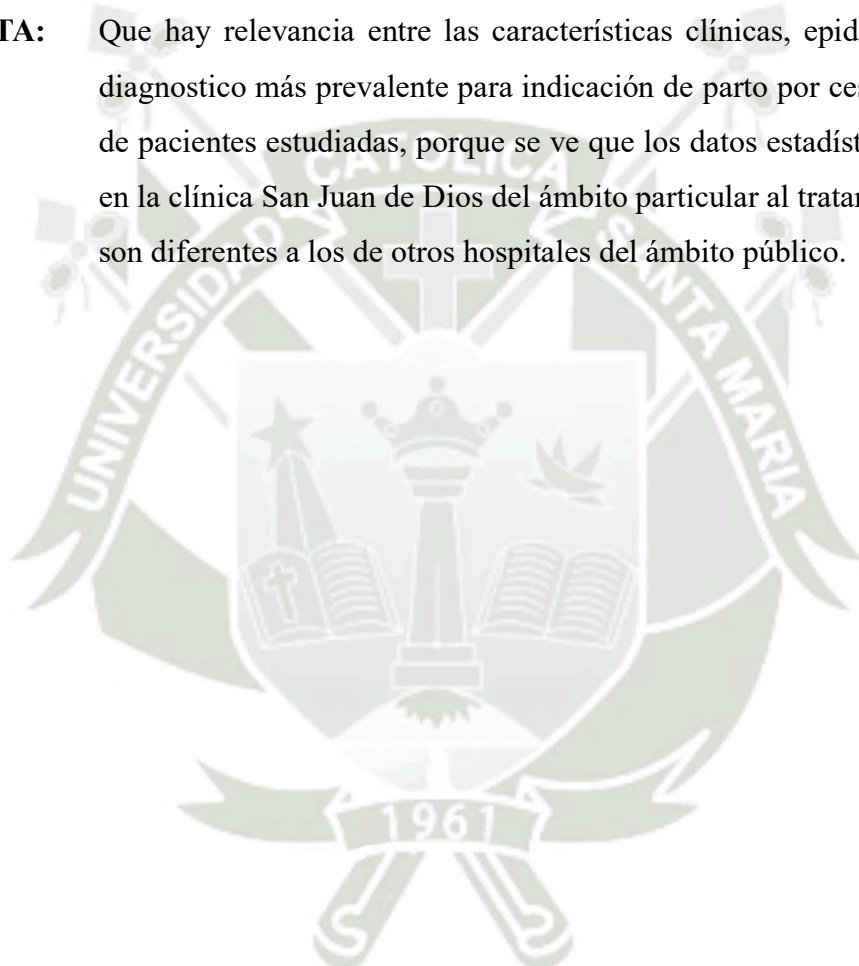 TA: Que hay relevancia entre las características clínicas, epid
diagnostico más prevalente para indicación de parto por ces
de pacientes estudiadas, porque se ve que los datos estadíst
en la clínica San Juan de Dios del ámbito particular al tratar
son diferentes a los de otros hospitales del ámbito público.
UNIVERSIDAD CATOLICA SANTA MARIA
1961